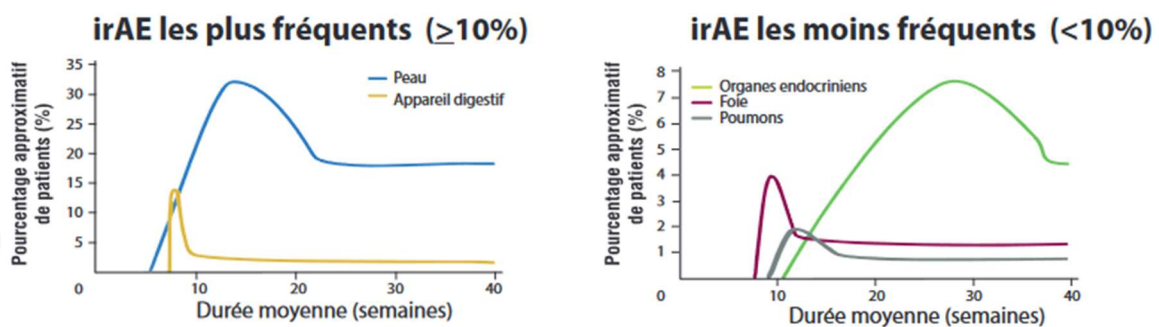 irAE les plus fréquents (≥10%)
Pourcentage approximatif
de patients (%)
35
30
25
20
15
10
5
0
10
20
30
40
Peau
Appareil digestif
Durée moyenne (semaines)
irAE les moins fréquents (<10%)
Pourcentage approximatif
de patients (%)
8
7
6
5
4
3
2
1
0
10
20
30
40
Organes endocriniens
Foie
Poumons
Durée moyenne (semaines)